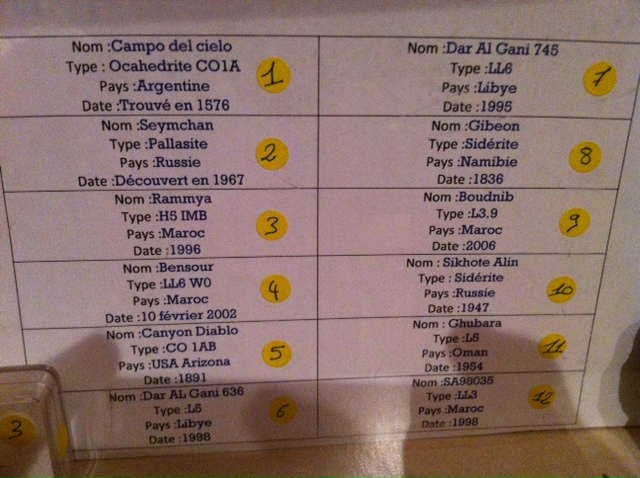 Nom :Campo del cielo
Type : Ocahedrite CO1A
Pays :Argentine
Date :Trouvé en 1576
1
Nom :Seymchan
Type :Pallasite
Pays :Russie
Date :Découvert en 1967
2
Nom :Rammya
Type :H5 IMB
Pays :Maroc
Date :1996
3
Nom :Bensour
Type :LL6 W0
Pays :Maroc
Date :10 février 2002
4
Nom :Canyon Diablo
Type :CO 1AB
Pays :USA Arizona
Date :1891
5
Nom :Dar AL Gani 636
Type :L5
Pays :Libye
Date :1998
6
Nom :Dar Al Gani 745
Type :LL6
Pays :Libye
Date :1995
7
Nom :Gibeon
Type :Sidérite
Pays :Namibie
Date :1836
8
Nom :Boudnib
Type :L3.9
Pays :Maroc
Date :2006
9
Nom : Sikhote Alin
Type : Sidérite
Pays :Russie
Date :1947
10
Nom : Ghubara
Type :L5
Pays :Oman
Date :1954
11
Nom :SA98035
Type :LL3
Pays :Maroc
Date :1998
12
3